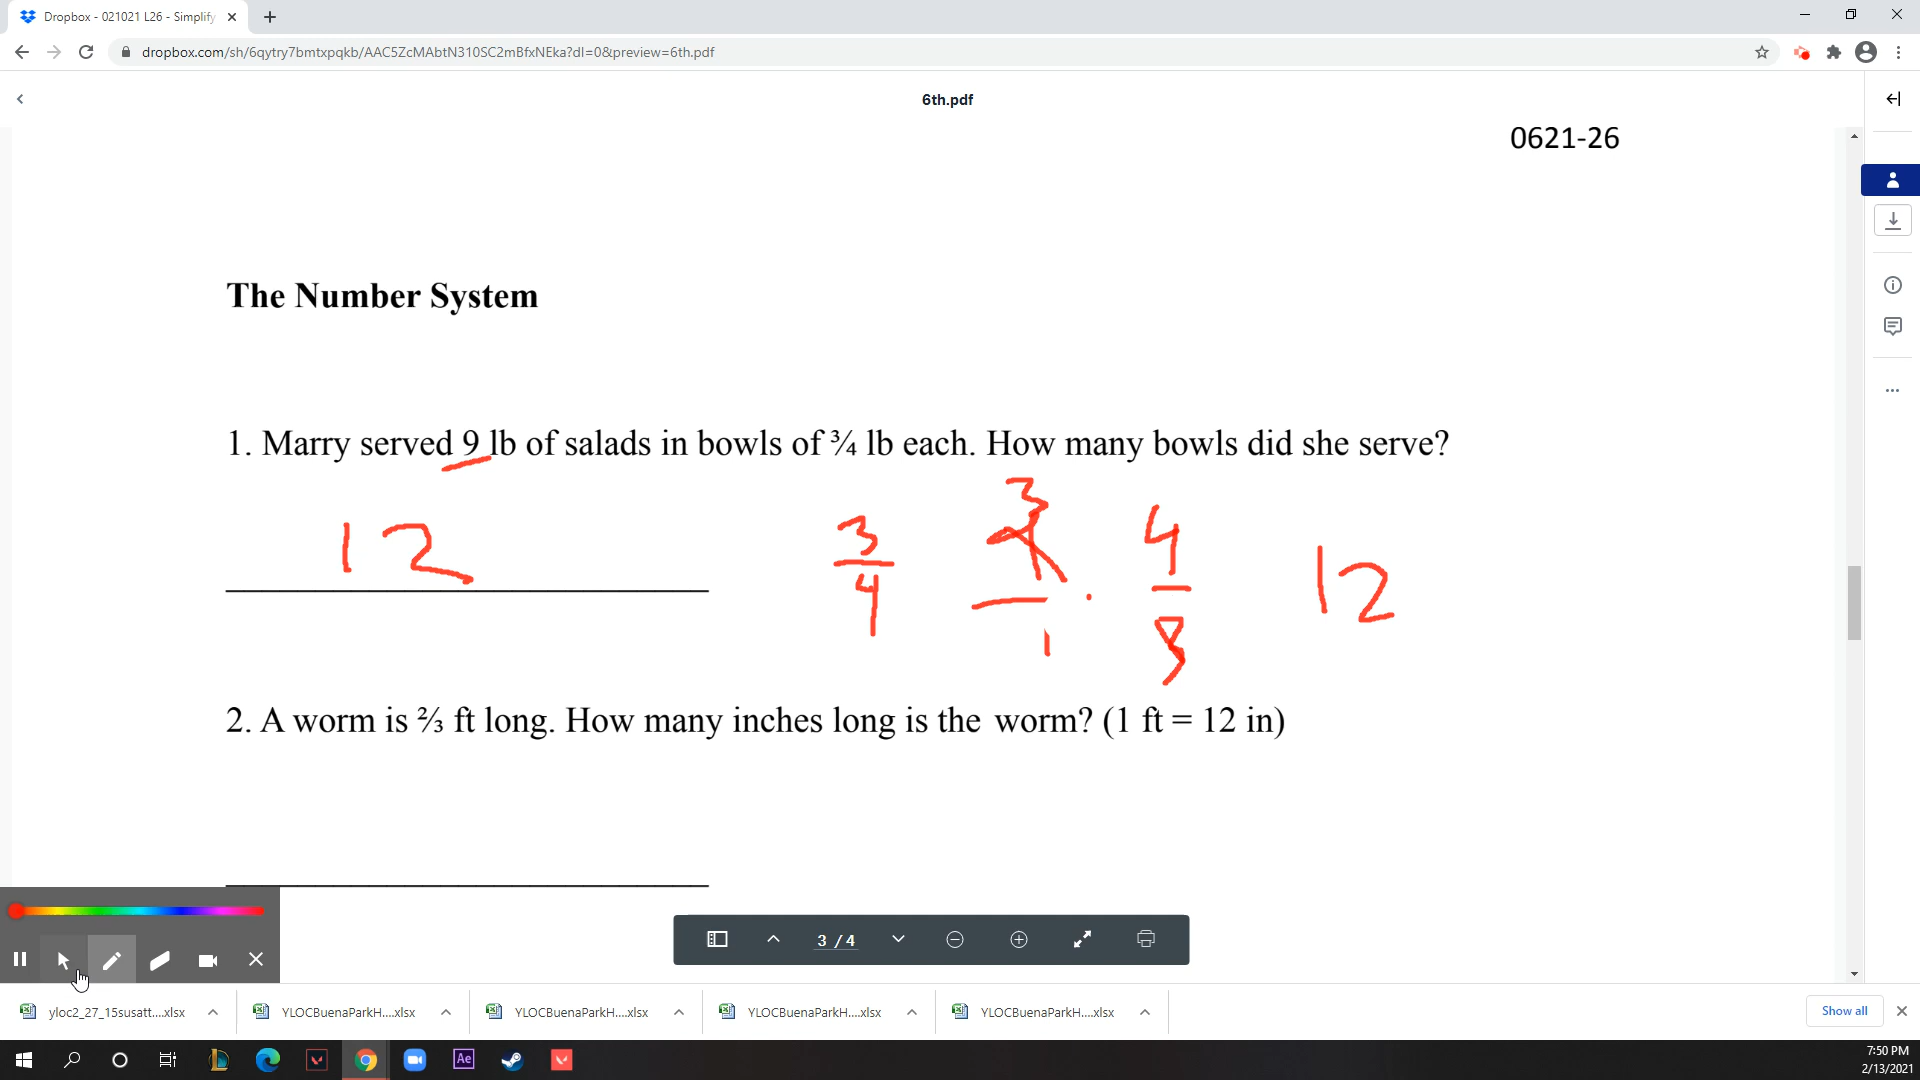 Dropbox - 021021 L26 - Simplify
dropbox.com/sh/6qytry7bmtxpqkb/AAC5ZcMAbtN310SC2mBfxNEka?dl=0&preview=6th.pdf
6th.pdf
0621-26
The Number System
1. Marry served 9 lb of salads in bowls of ¾ lb each. How many bowls did she serve?
12
3
4
3
1
·
4
12
2. A worm is ⅔ ft long. How many inches long is the worm? (1 ft = 12 in)
3 / 4
yloc2_27_15susatt....xlsx
YLOCBuenaParkH....xlsx
YLOCBuenaParkH....xlsx
YLOCBuenaParkH....xlsx
YLOCBuenaParkH....xlsx
Show all
Ae
7:50 PM
2/13/2021